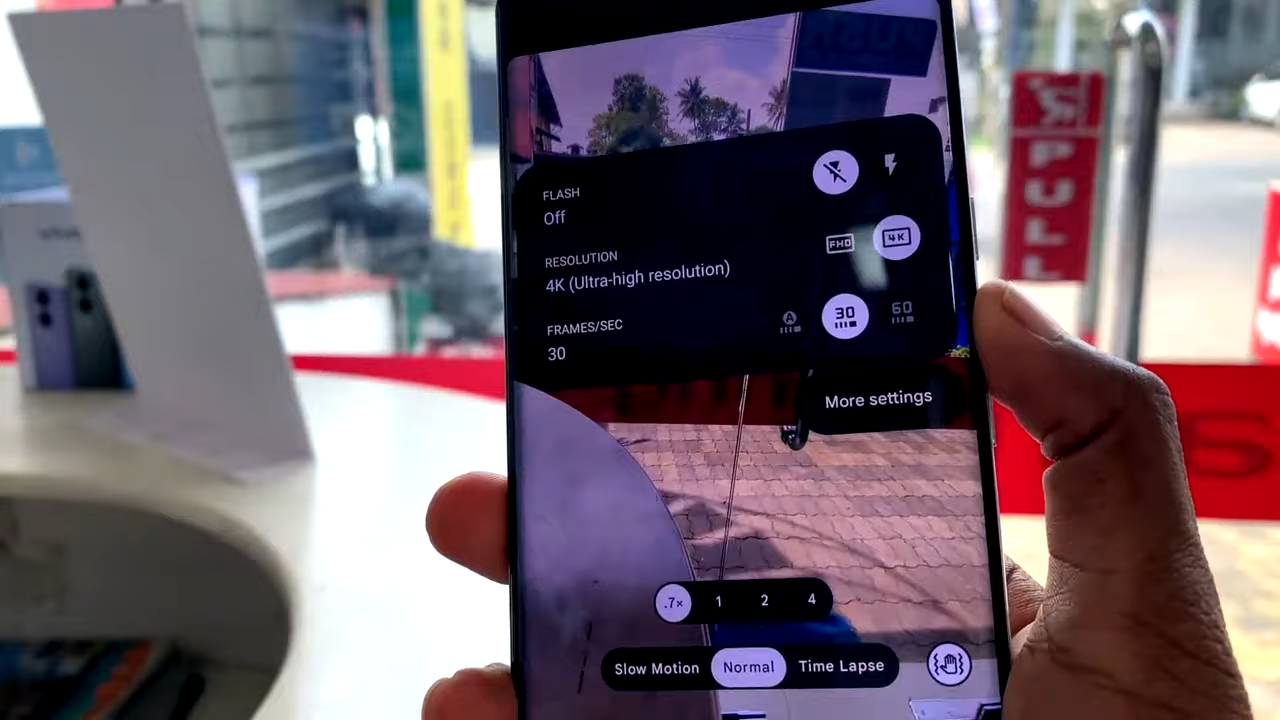 PUSH
FLASH
Off
RESOLUTION
4K (Ultra-high resolution)
FHD
4K
FRAMES/SEC
30
A
30
60
More settings
.7×
1
2
4
Slow Motion
Normal
Time Lapse
PULL